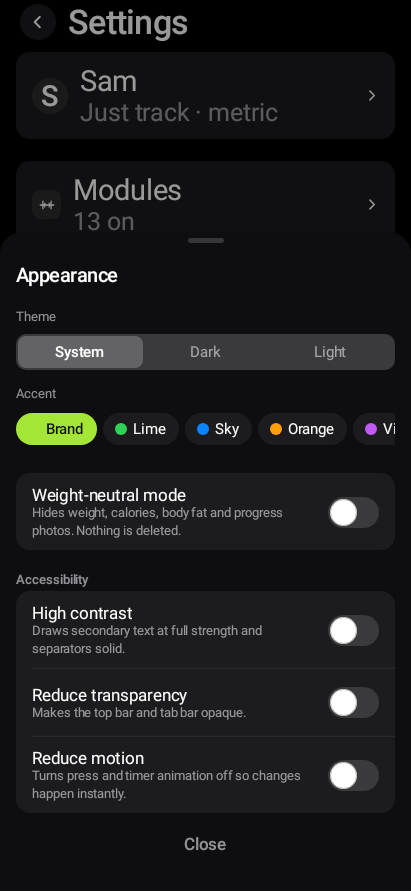 Settings
S
Sam
Just track · metric
Modules
13 on
Appearance
Theme
System
Dark
Light
Accent
Brand
Lime
Sky
Orange
Vi
Weight-neutral mode
Hides weight, calories, body fat and progress
photos. Nothing is deleted.
Accessibility
High contrast
Draws secondary text at full strength and
separators solid.
Reduce transparency
Makes the top bar and tab bar opaque.
Reduce motion
Turns press and timer animation off so changes
happen instantly.
Close